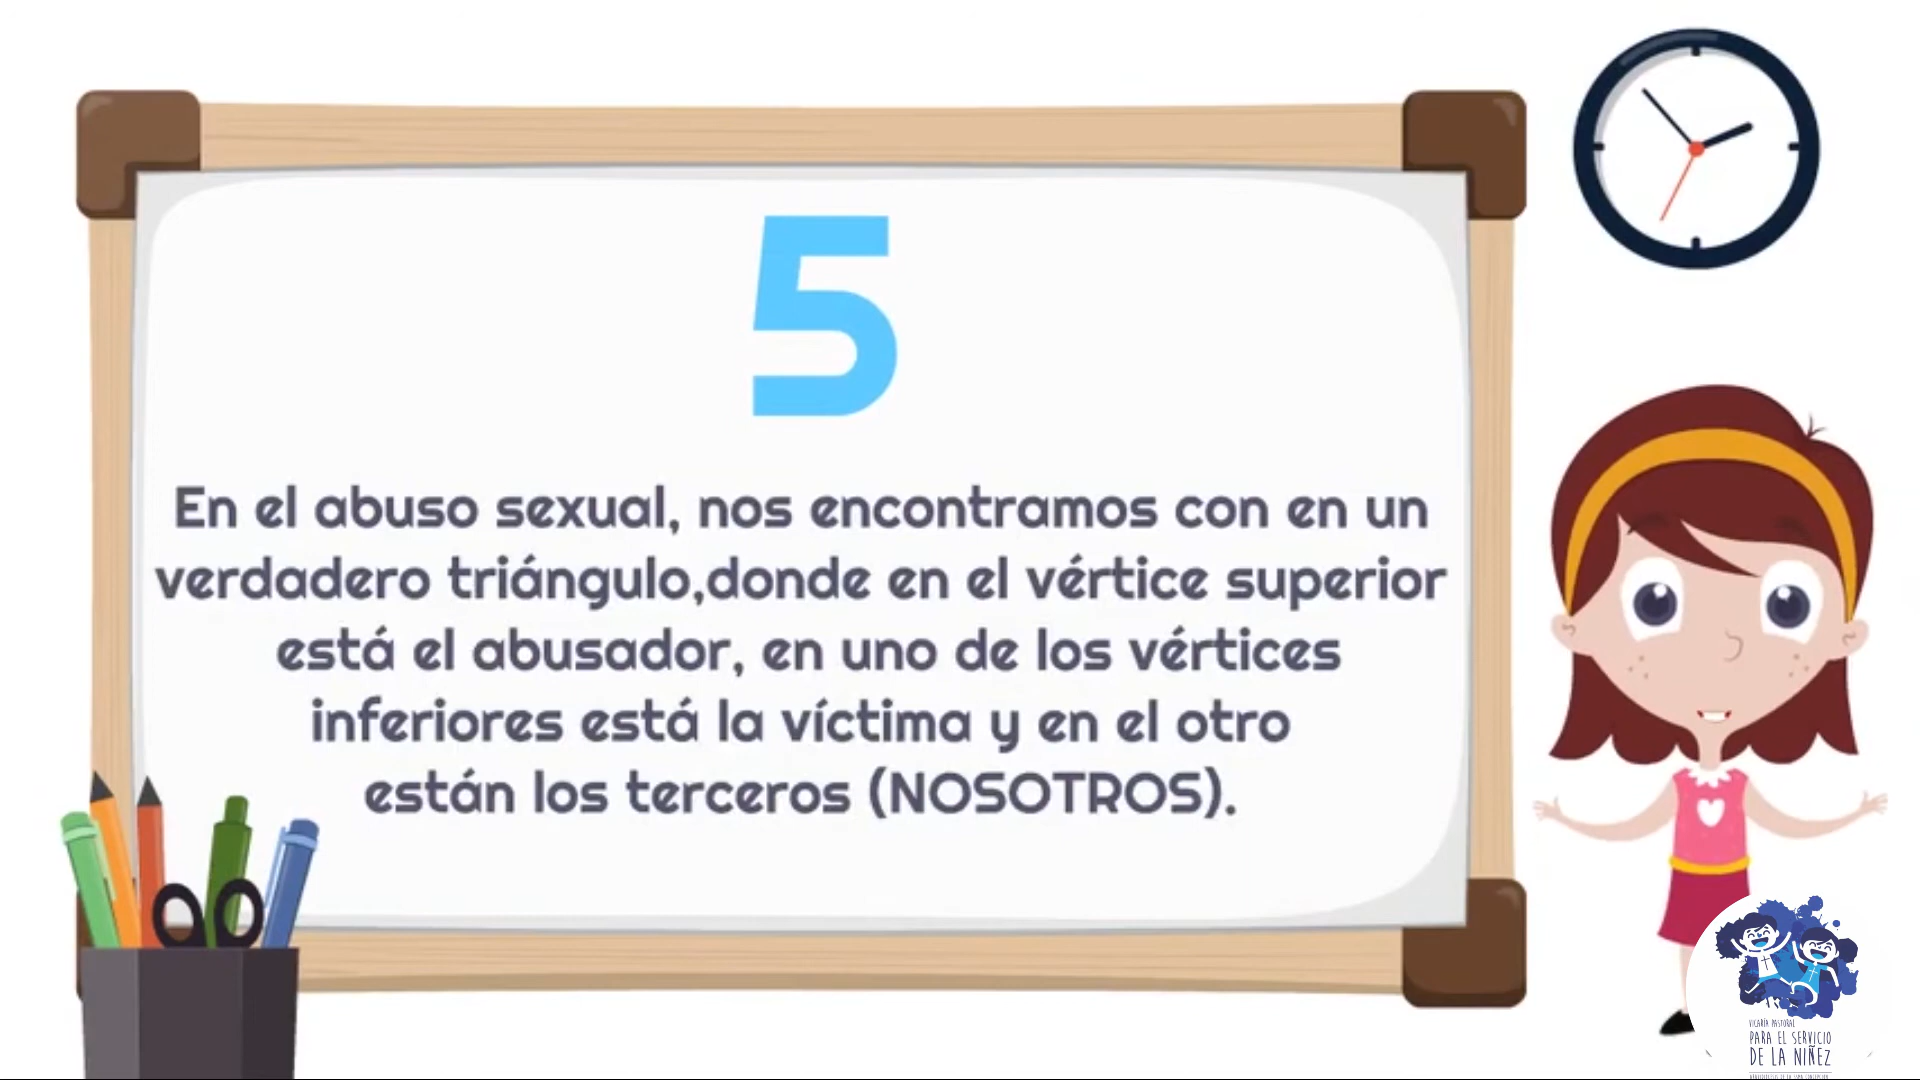 5
En el abuso sexual, nos encontramos con en un
verdadero triángulo,donde en el vértice superior
está el abusador, en uno de los vértices
inferiores está la víctima y en el otro
están los terceros (NOSOTROS).
VICARÍA PASTORAL
PARA EL SERVICIO
DE LA NIÑEZ